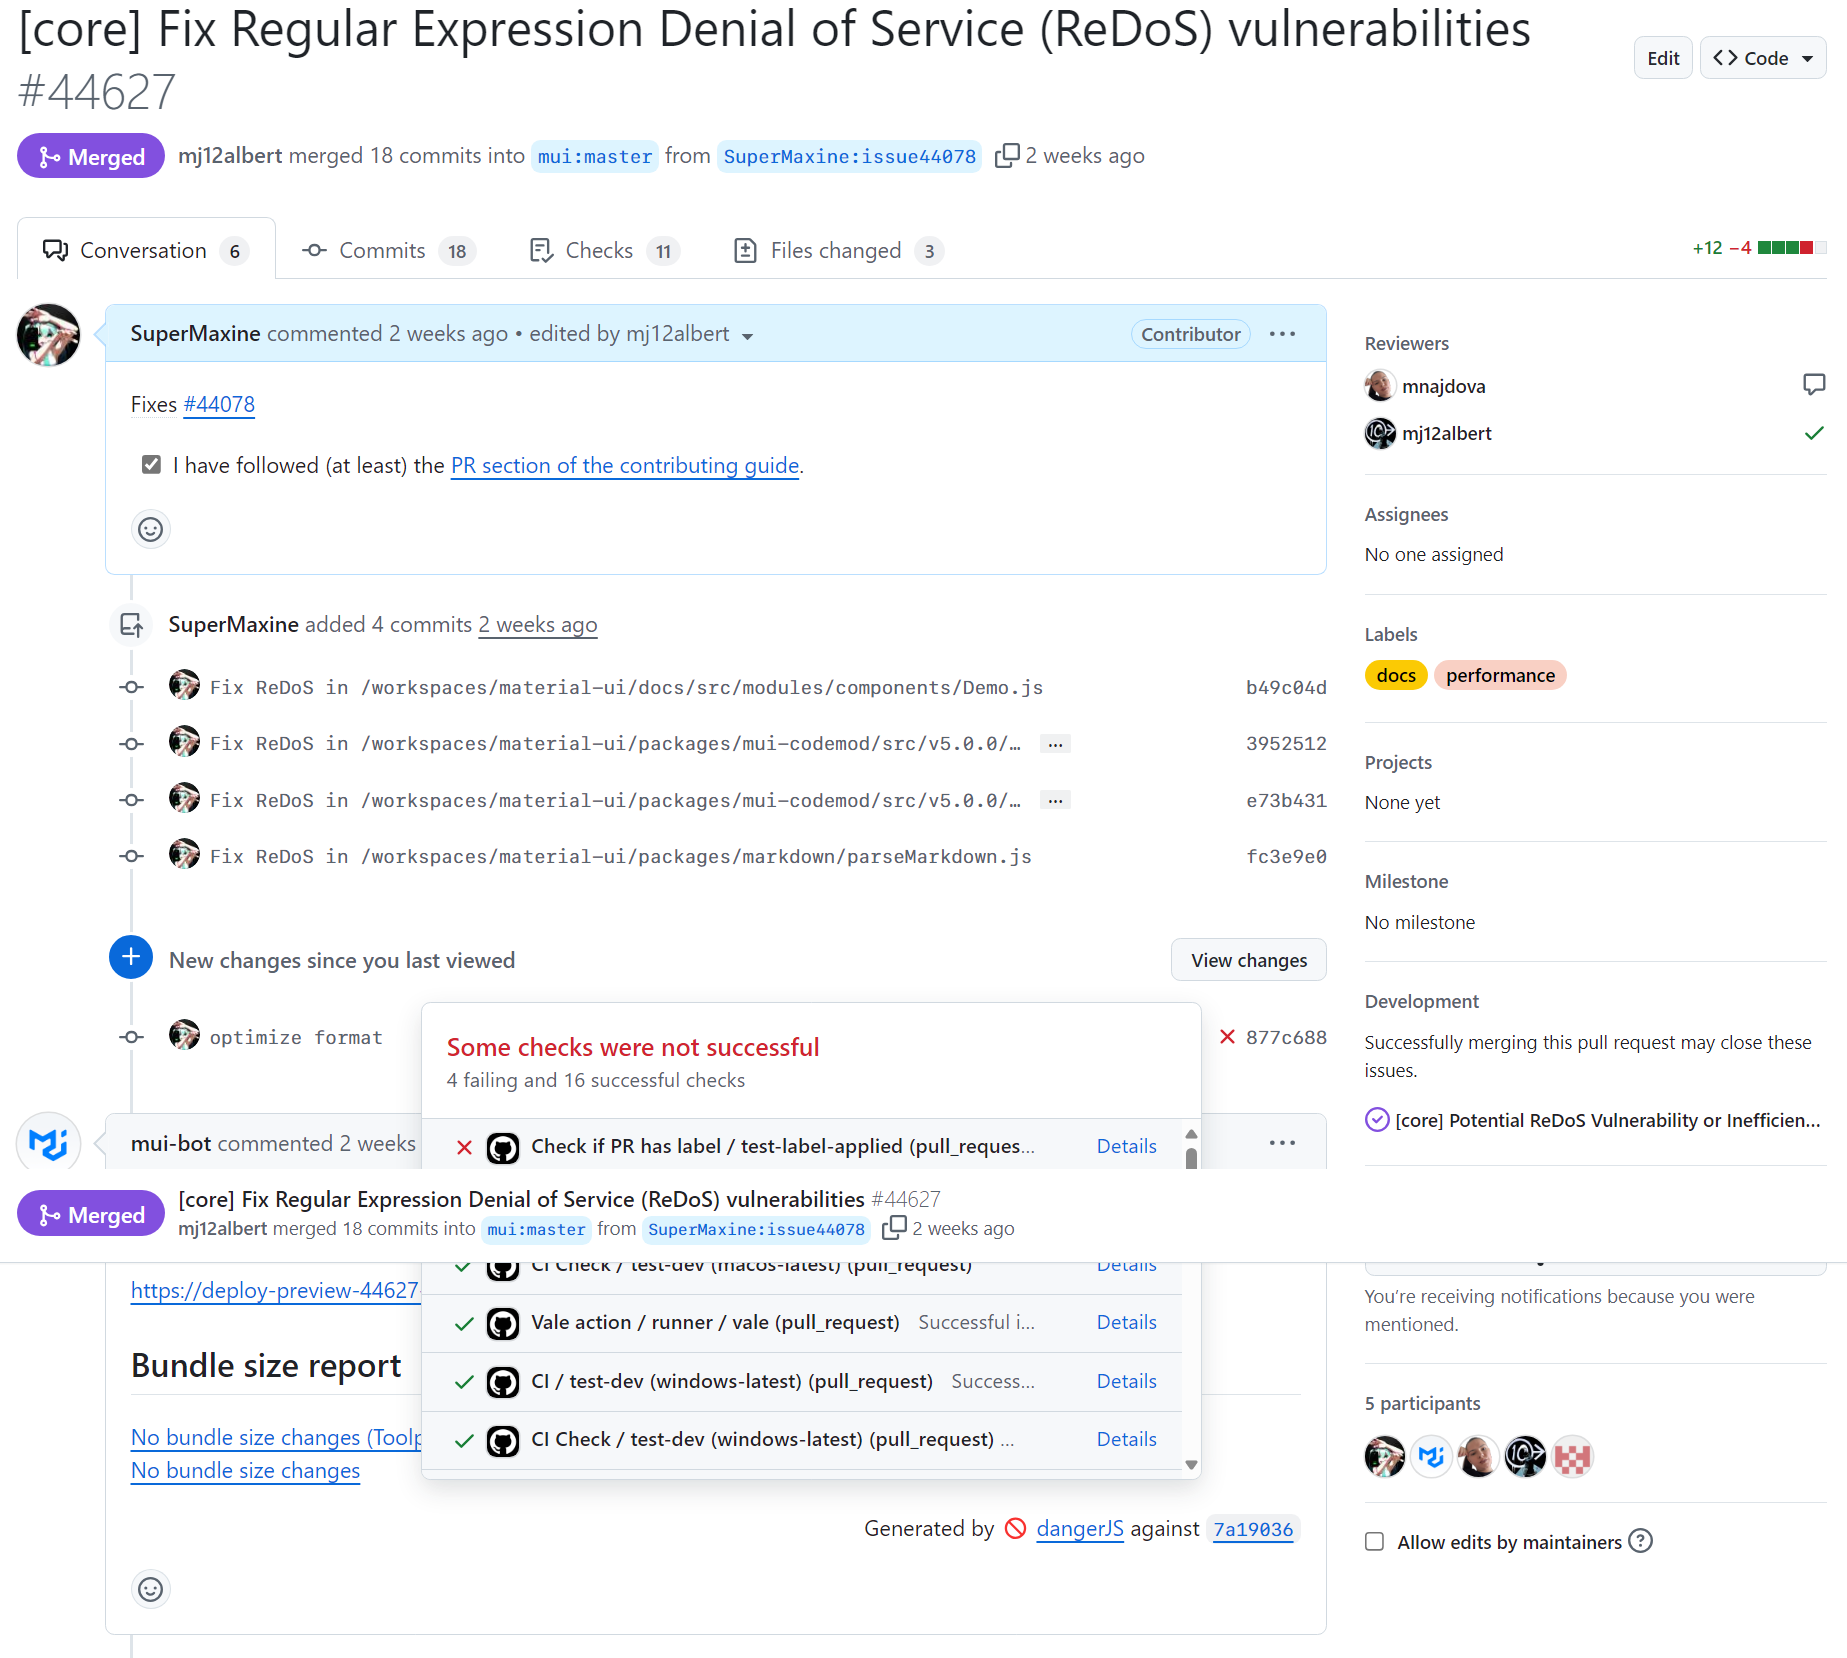 [core] Fix Regular Expression Denial of Service (ReDoS) vulnerabilities
#44627
Edit
Code
Merged
mj12albert merged 18 commits into mui:master from SuperMaxine:issue44078 2 weeks ago
Conversation 6
Commits 18
Checks 11
Files changed 3
+12 −4
SuperMaxine commented 2 weeks ago • edited by mj12albert
Contributor
Fixes #44078
I have followed (at least) the PR section of the contributing guide.
SuperMaxine added 4 commits 2 weeks ago
Fix ReDoS in /workspaces/material-ui/docs/src/modules/components/Demo.js b49c04d
Fix ReDoS in /workspaces/material-ui/packages/mui-codemod/src/v5.0.0/… … 3952512
Fix ReDoS in /workspaces/material-ui/packages/mui-codemod/src/v5.0.0/… … e73b431
Fix ReDoS in /workspaces/material-ui/packages/markdown/parseMarkdown.js fc3e9e0
New changes since you last viewed
View changes
optimize format
877c688
Some checks were not successful
4 failing and 16 successful checks
mui-bot commented 2 weeks
Check if PR has label / test-label-applied (pull_reques... Details
Merged
[core] Fix Regular Expression Denial of Service (ReDoS) vulnerabilities #44627
mj12albert merged 18 commits into mui:master from SuperMaxine:issue44078 2 weeks ago
CI Check / test-dev (macos-latest) (pull_request) Details
https://deploy-preview-44627-
Vale action / runner / vale (pull_request) Successful i... Details
Bundle size report
CI / test-dev (windows-latest) (pull_request) Success... Details
No bundle size changes (Toolp
CI Check / test-dev (windows-latest) (pull_request) ... Details
No bundle size changes
Generated by dangerJS against 7a19036
Reviewers
mnajdova
mj12albert
Assignees
No one assigned
Labels
docs
performance
Projects
None yet
Milestone
No milestone
Development
Successfully merging this pull request may close these
issues.
[core] Potential ReDoS Vulnerability or Inefficien...
You're receiving notifications because you were
mentioned.
5 participants
Allow edits by maintainers